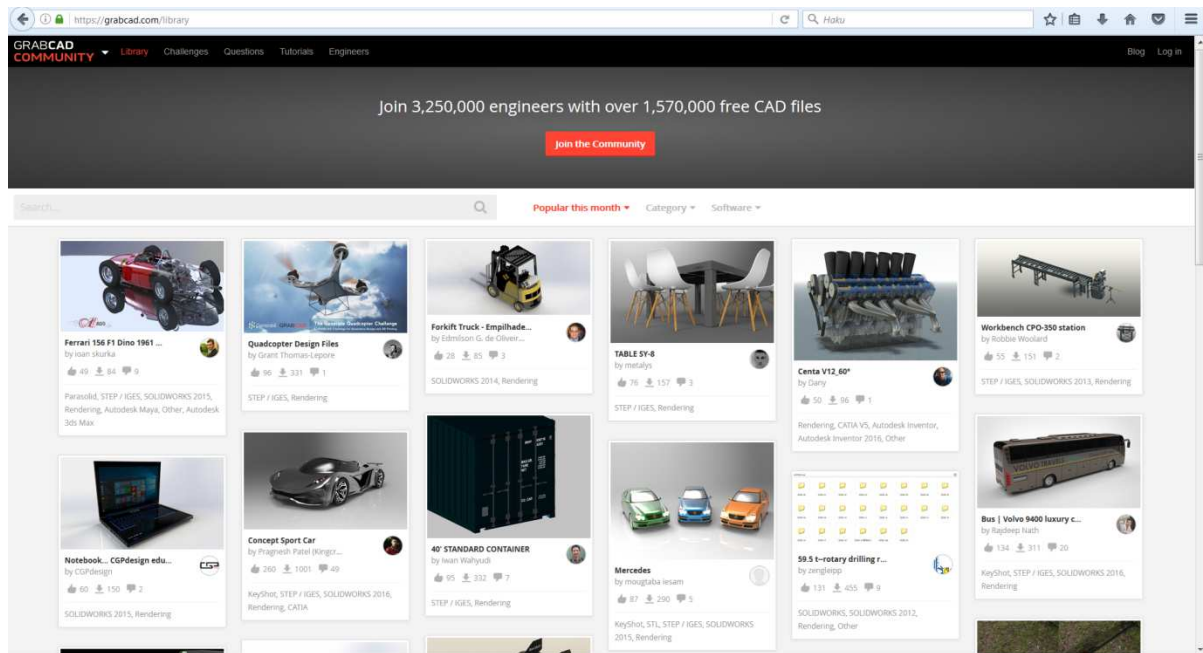 https://grabcad.com/library
Haku
GRABCAD
COMMUNITY
Library Challenges Questions Tutorials Engineers
Blog Log in
Join 3,250,000 engineers with over 1,570,000 free CAD files
Join the Community
Search...
Popular this month Category Software
Ferrari 156 F1 Dino 1961 ...
by ioan skurka
49 84 9
Parasolid, STEP / IGES, SOLIDWORKS 2015,
Rendering, Autodesk Maya, Other, Autodesk
3ds Max
Quadcopter Design Files
by Grant Thomas-Lepore
96 331 1
STEP / IGES, Rendering
Forkift Truck - Empilhade...
by Edmilson G. de Oliver...
28 85 3
SOLIDWORKS 2014, Rendering
TABLE SY-8
by metalys
76 157 3
STEP / IGES, Rendering
Centa V12_60°
by Dany
50 96 1
Rendering, CATIA V5, Autodesk Inventor,
Autodesk Inventor 2016, Other
Workbench CPO-350 station
by Robbie Woolard
55 151 2
STEP / IGES, SOLIDWORKS 2013, Rendering
Notebook... CGPdesign edu...
by CGPdesign
60 150 2
SOLIDWORKS 2015, Rendering
Concept Sport Car
by Pragnesh Patel (Kingcr...
260 1001 49
KeyShot, STEP / IGES, SOLIDWORKS 2016,
Rendering, CATIA
40' STANDARD CONTAINER
by Iwan Wahyudi
95 332 7
STEP / IGES, Rendering
Mercedes
by mougtaba iesam
87 290 5
KeyShot, STL, STEP / IGES, SOLIDWORKS
2015, Rendering
59.5 t--rotary drilling r...
by zengleipp
131 455 9
SOLIDWORKS, SOLIDWORKS 2012,
Rendering, Other
VOLVO
Bus | Volvo 9400 luxury c...
by Rajdeep Nath
134 311 20
KeyShot, STEP / IGES, SOLIDWORKS 2016,
Rendering